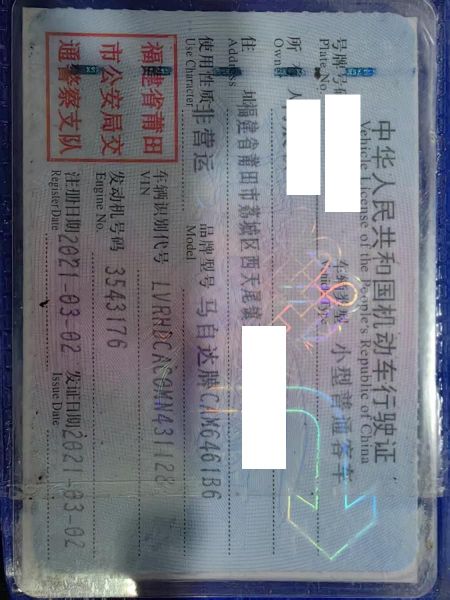 中华人民共和国机动车行驶证
Vehicle License of the People's Republic of China
号牌号码 车辆类型 小型普通客车
Plate No. Vehicle Type
所有人
Owner
住址 福建省莆田市荔城区西天尾镇
Address
使用性质 非营运 品牌型号 马自达牌CAM6461B6
Use Character Model
福建省莆田市公安局交通警察支队
车辆识别代号 LVRHDCAC0MN431128
VIN
发动机号码 3543176
Engine No.
注册日期 2021-03-02 发证日期 2021-03-02
Register Date Issue Date